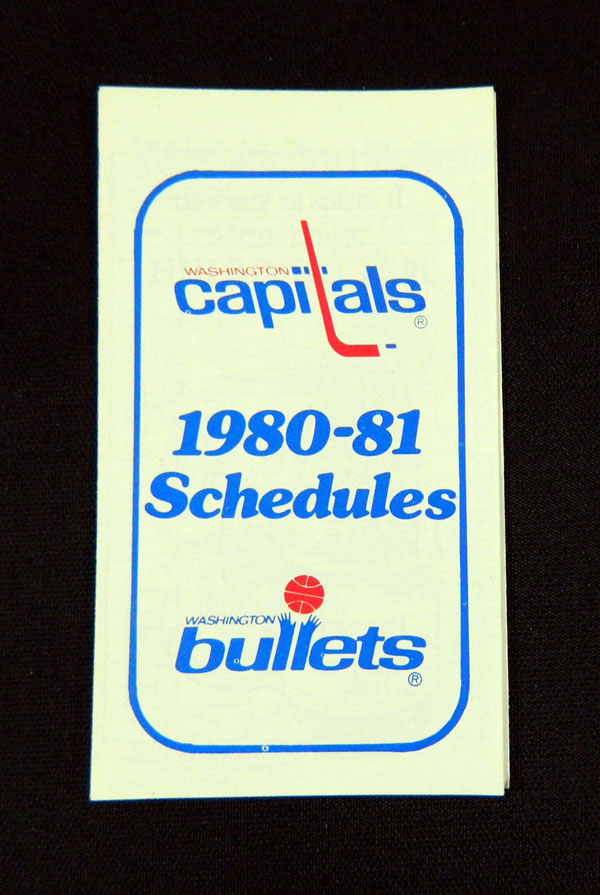 WASHINGTON
capitals
®
1980-81
Schedules
WASHINGTON
bullets
®